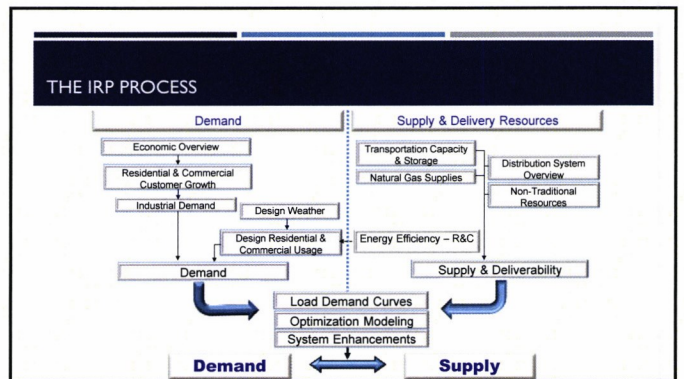 THE IRP PROCESS
Demand
Supply & Delivery Resources
Economic Overview
Residential & Commercial
Customer Growth
Industrial Demand
Design Weather
Design Residential &
Commercial Usage
Demand
Transportation Capacity
& Storage
Natural Gas Supplies
Distribution System
Overview
Non-Traditional
Resources
Energy Efficiency – R&C
Supply & Deliverability
Load Demand Curves
Optimization Modeling
System Enhancements
Demand
Supply